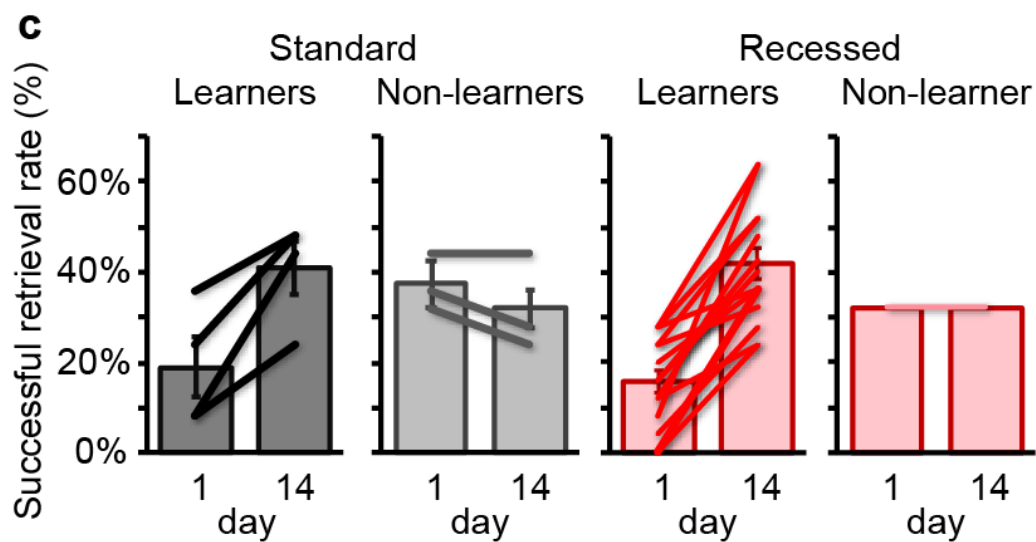 c
Standard Recessed
Learners Non-learners Learners Non-learner
Successful retrieval rate (%)
60%
40%
20%
0%
1 14 1 14 1 14 1 14
day day day day